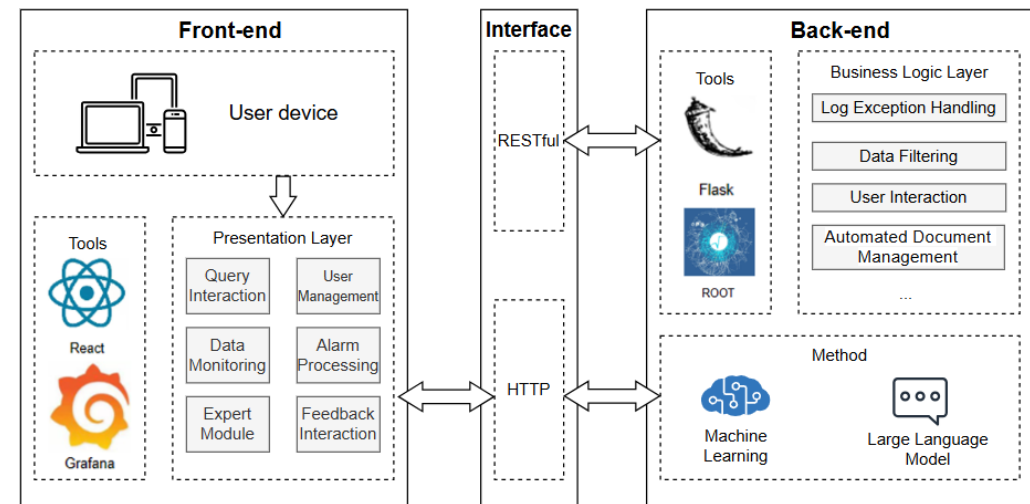 Front-end
User device
Tools
React
Grafana
Presentation Layer
Query
Interaction
User
Management
Data
Monitoring
Alarm
Processing
Expert
Module
Feedback
Interaction
Interface
RESTful
HTTP
Back-end
Tools
Flask
ROOT
Business Logic Layer
Log Exception Handling
Data Filtering
User Interaction
Automated Document
Management
...
Method
Machine
Learning
Large Language
Model